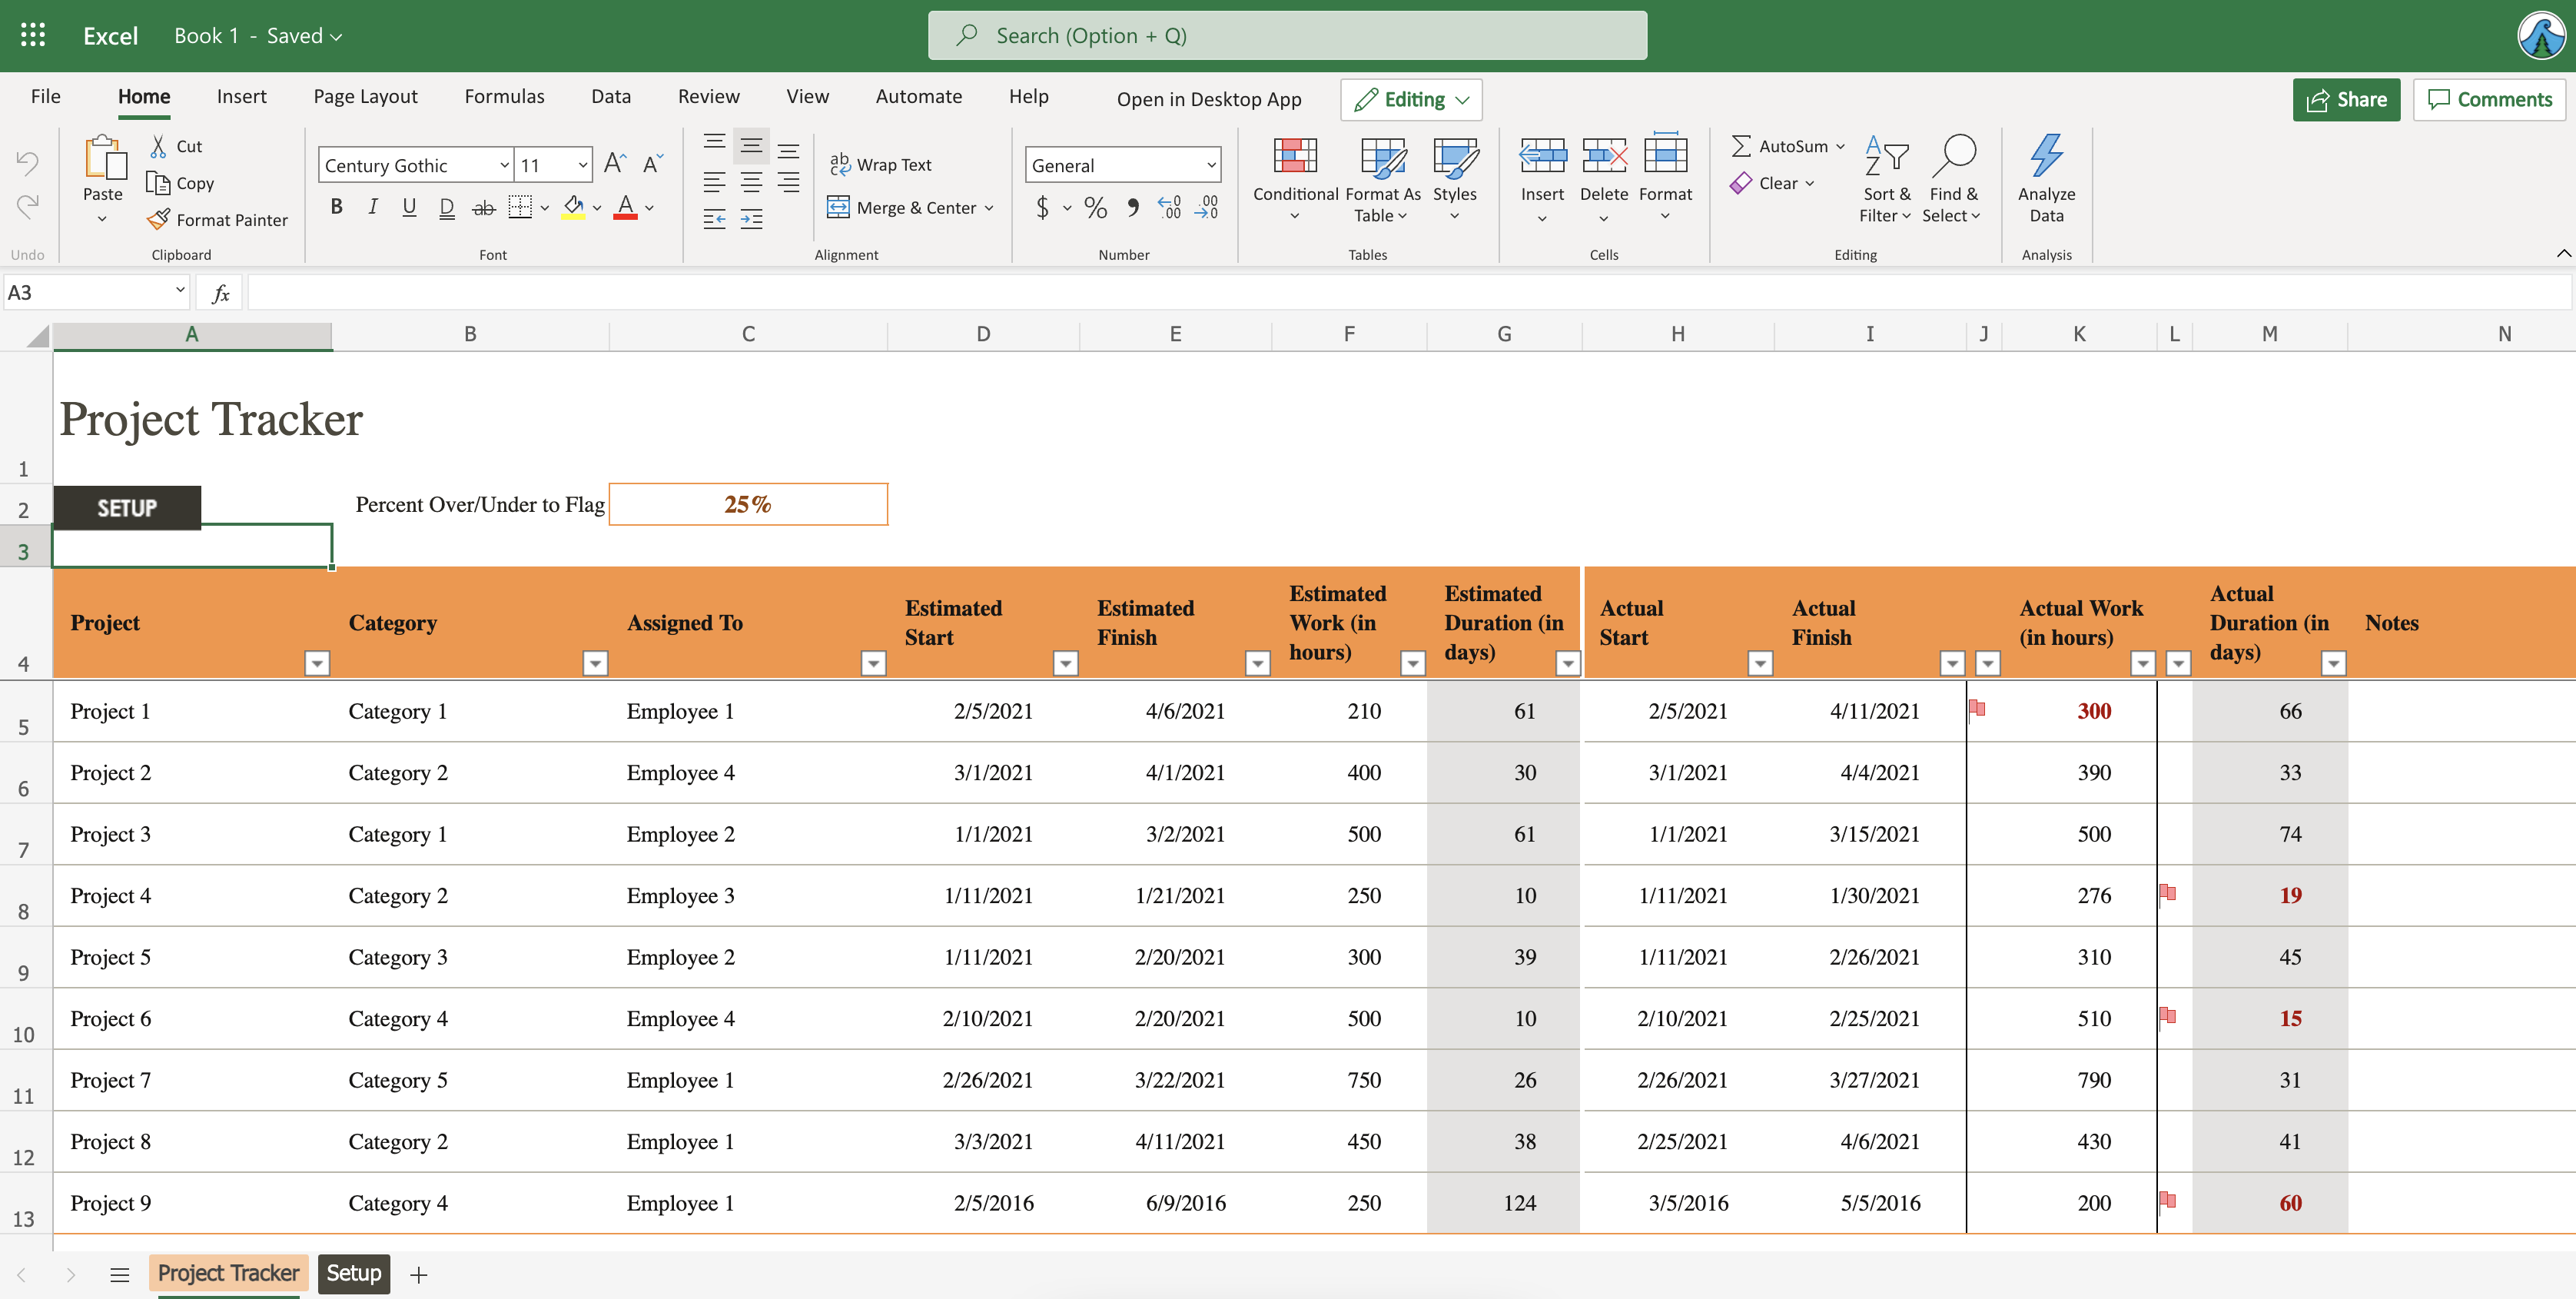 Excel Book 1 - Saved Search (Option + Q)
File Home Insert Page Layout Formulas Data Review View Automate Help Open in Desktop App Editing Share Comments
Cut
Copy
Format Painter
Paste
Century Gothic 11
B I U D ab
Wrap Text
Merge & Center
General
$ % 9
Conditional Format As Table Styles
Insert Delete Format
AutoSum
Clear
Sort & Filter Find & Select
Analyze Data
Undo Clipboard Font Alignment Number Tables Cells Editing Analysis
A3 fx
A B C D E F G H I J K L M N
1 Project Tracker
2 SETUP Percent Over/Under to Flag 25%
3
4 Project Category Assigned To Estimated Start Estimated Finish Estimated Work (in hours) Estimated Duration (in days) Actual Start Actual Finish Actual Work (in hours) Actual Duration (in days) Notes
5 Project 1 Category 1 Employee 1 2/5/2021 4/6/2021 210 61 2/5/2021 4/11/2021 300 66
6 Project 2 Category 2 Employee 4 3/1/2021 4/1/2021 400 30 3/1/2021 4/4/2021 390 33
7 Project 3 Category 1 Employee 2 1/1/2021 3/2/2021 500 61 1/1/2021 3/15/2021 500 74
8 Project 4 Category 2 Employee 3 1/11/2021 1/21/2021 250 10 1/11/2021 1/30/2021 276 19
9 Project 5 Category 3 Employee 2 1/11/2021 2/20/2021 300 39 1/11/2021 2/26/2021 310 45
10 Project 6 Category 4 Employee 4 2/10/2021 2/20/2021 500 10 2/10/2021 2/25/2021 510 15
11 Project 7 Category 5 Employee 1 2/26/2021 3/22/2021 750 26 2/26/2021 3/27/2021 790 31
12 Project 8 Category 2 Employee 1 3/3/2021 4/11/2021 450 38 2/25/2021 4/6/2021 430 41
13 Project 9 Category 4 Employee 1 2/5/2016 6/9/2016 250 124 3/5/2016 5/5/2016 200 60
Project Tracker Setup +